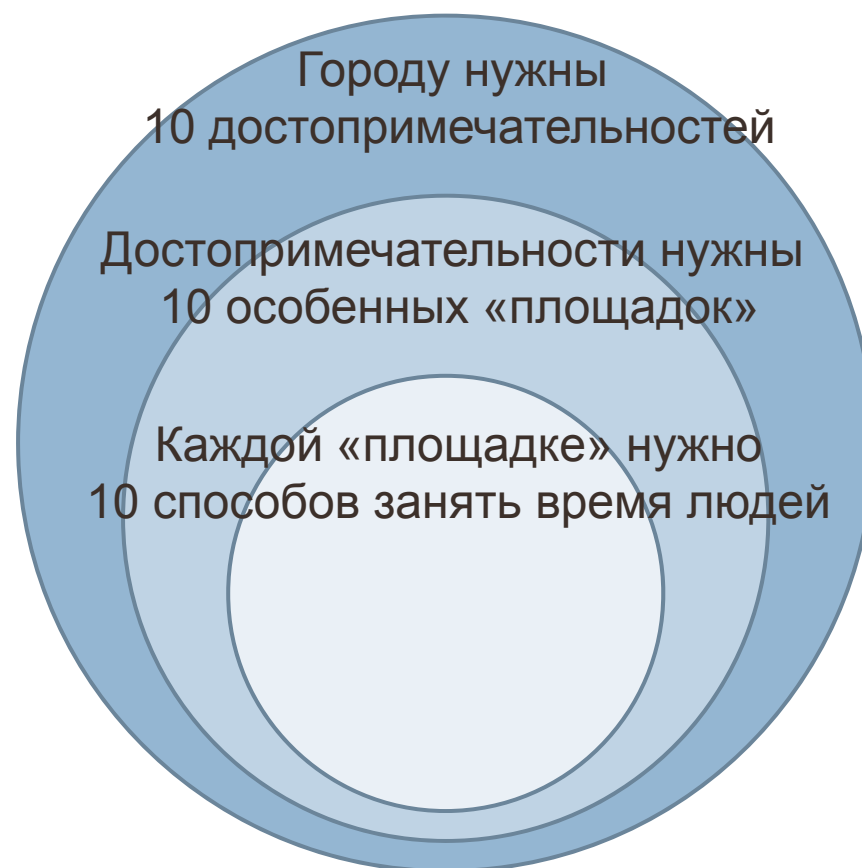 Городу нужны
10 достопримечательностей
Достопримечательности нужны
10 особенных «площадок»
Каждой «площадке» нужно
10 способов занять время людей